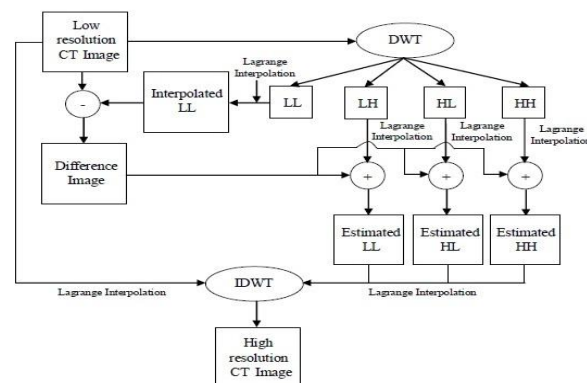 Low
resolution
CT Image
DWT
Lagrange
Interpolation
Interpolated
LL
LL
LH
HL
HH
-
Lagrange
Interpolation
Lagrange
Interpolation
Lagrange
Interpolation
Difference
Image
+
+
+
Estimated
LL
Estimated
HL
Estimated
HH
Lagrange Interpolation
IDWT
Lagrange Interpolation
High
resolution
CT Image